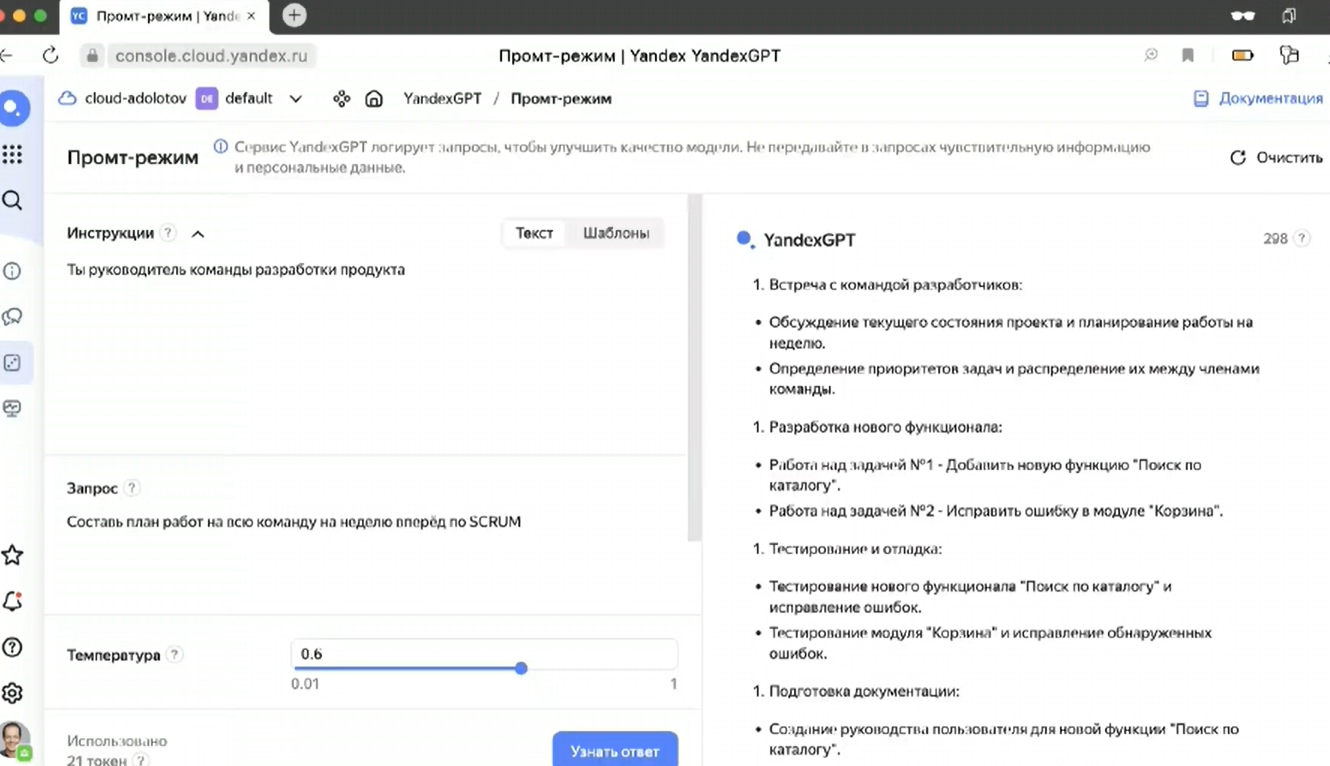 Промт-режим | Yande
console.cloud.yandex.ru
Промт-режим | Yandex YandexGPT
cloud-adolotov DE default YandexGPT / Промт-режим
Документация
Промт-режим
Сервис YandexGPT логирует запросы, чтобы улучшить качество модели. Не передавайте в запросах чувствительную информацию
и персональные данные.
Очистить
Инструкции ?
Текст Шаблоны
Ты руководитель команды разработки продукта
Запрос ?
Составь план работ на всю команду на неделю вперёд по SCRUM
Температура ?
0.6
0.01 1
Использовано
21 токен ?
Узнать ответ
YandexGPT
298 ?
1. Встреча с командой разработчиков:
• Обсуждение текущего состояния проекта и планирование работы на
неделю.
• Определение приоритетов задач и распределение их между членами
команды.
1. Разработка нового функционала:
• Работа над задачей №1 - Добавить новую функцию "Поиск по
каталогу".
• Работа над задачей №2 - Исправить ошибку в модуле "Корзина".
1. Тестирование и отладка:
• Тестирование нового функционала "Поиск по каталогу" и
исправление ошибок.
• Тестирование модуля "Корзина" и исправление обнаруженных
ошибок.
1. Подготовка документации:
• Создание руководства пользователя для новой функции "Поиск по
каталогу".